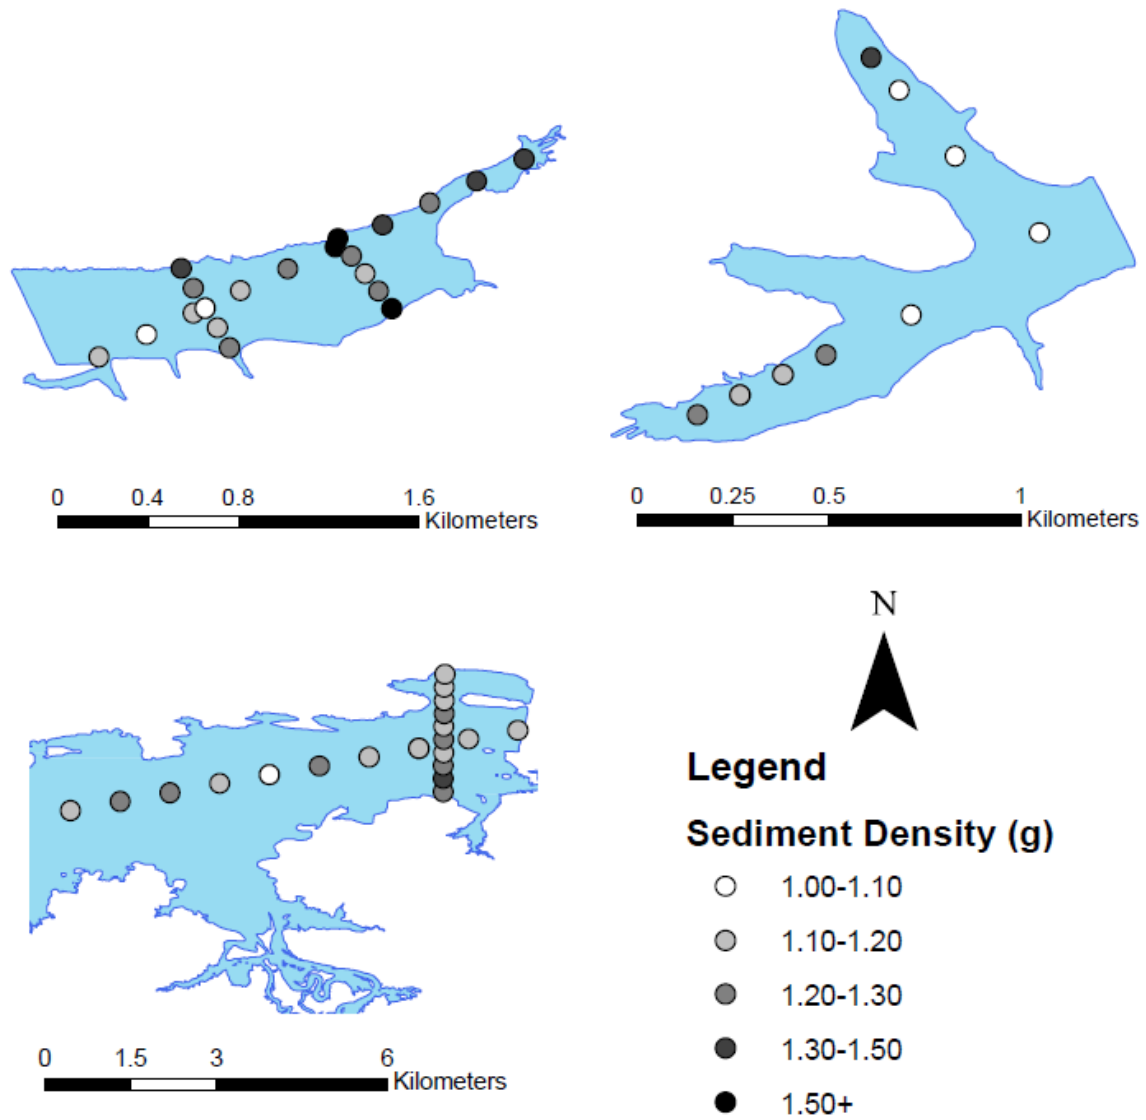 0 0.4 0.8 1.6
Kilometers
0 0.25 0.5 1
Kilometers
N
0 1.5 3 6
Kilometers
Legend
Sediment Density (g)
1.00-1.10
1.10-1.20
1.20-1.30
1.30-1.50
1.50+